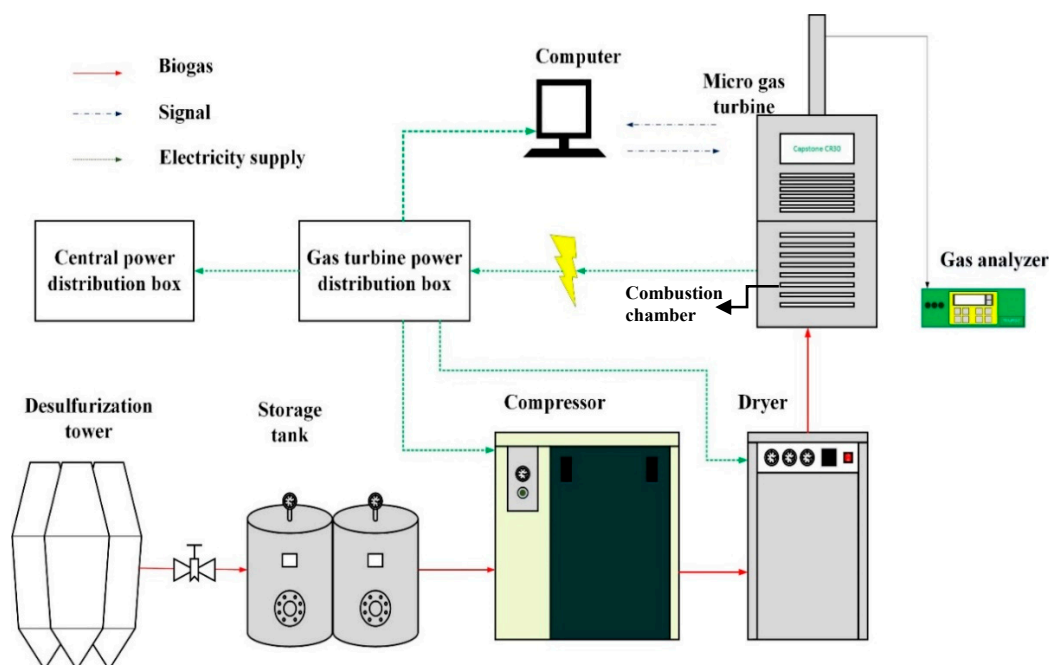 Biogas
Signal
Electricity supply
Computer
Micro gas
turbine
Capstone CR30
Central power
distribution box
Gas turbine power
distribution box
Combustion
chamber
Gas analyzer
Desulfurization
tower
Storage
tank
Compressor
Dryer